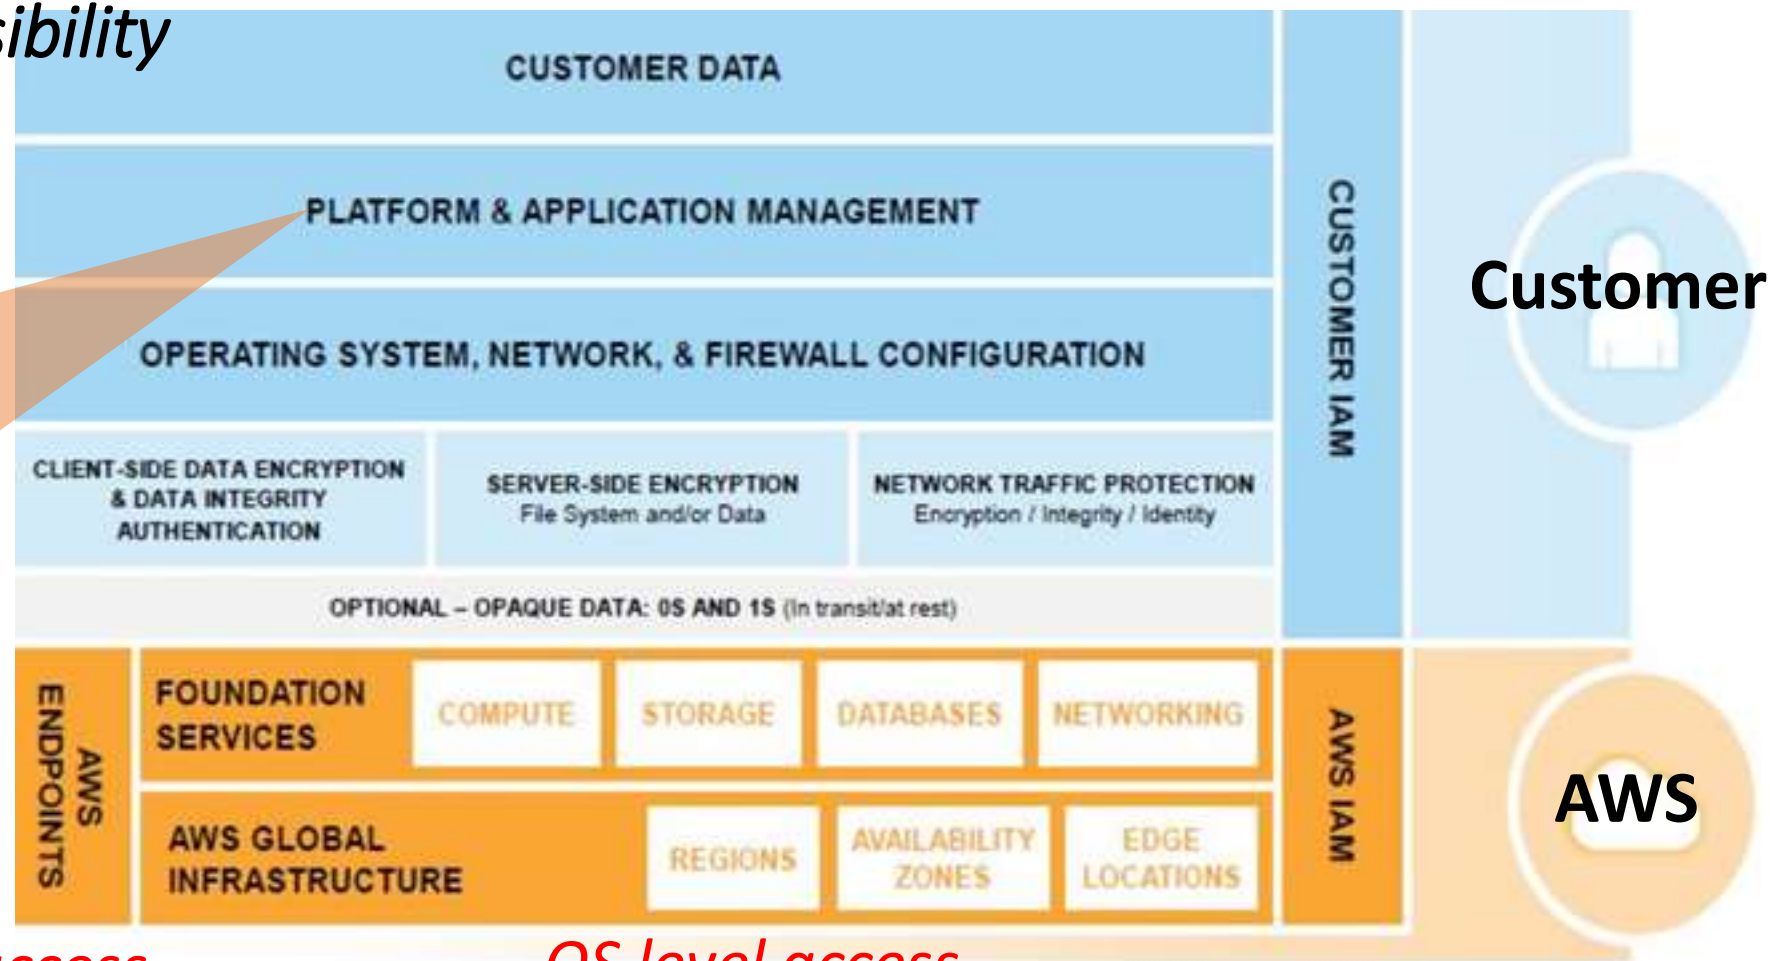 CUSTOMER DATA
PLATFORM & APPLICATION MANAGEMENT
OPERATING SYSTEM, NETWORK, & FIREWALL CONFIGURATION
CLIENT-SIDE DATA ENCRYPTION
& DATA INTEGRITY
AUTHENTICATION
SERVER-SIDE ENCRYPTION
File System and/or Data
NETWORK TRAFFIC PROTECTION
Encryption / Integrity / Identity
OPTIONAL – OPAQUE DATA: 0S AND 1S (In transit/at rest)
CUSTOMER IAM
Customer
AWS
ENDPOINTS
FOUNDATION
SERVICES
COMPUTE
STORAGE
DATABASES
NETWORKING
AWS GLOBAL
INFRASTRUCTURE
REGIONS
AVAILABILITY
ZONES
EDGE
LOCATIONS
AWS IAM
AWS
OS level access